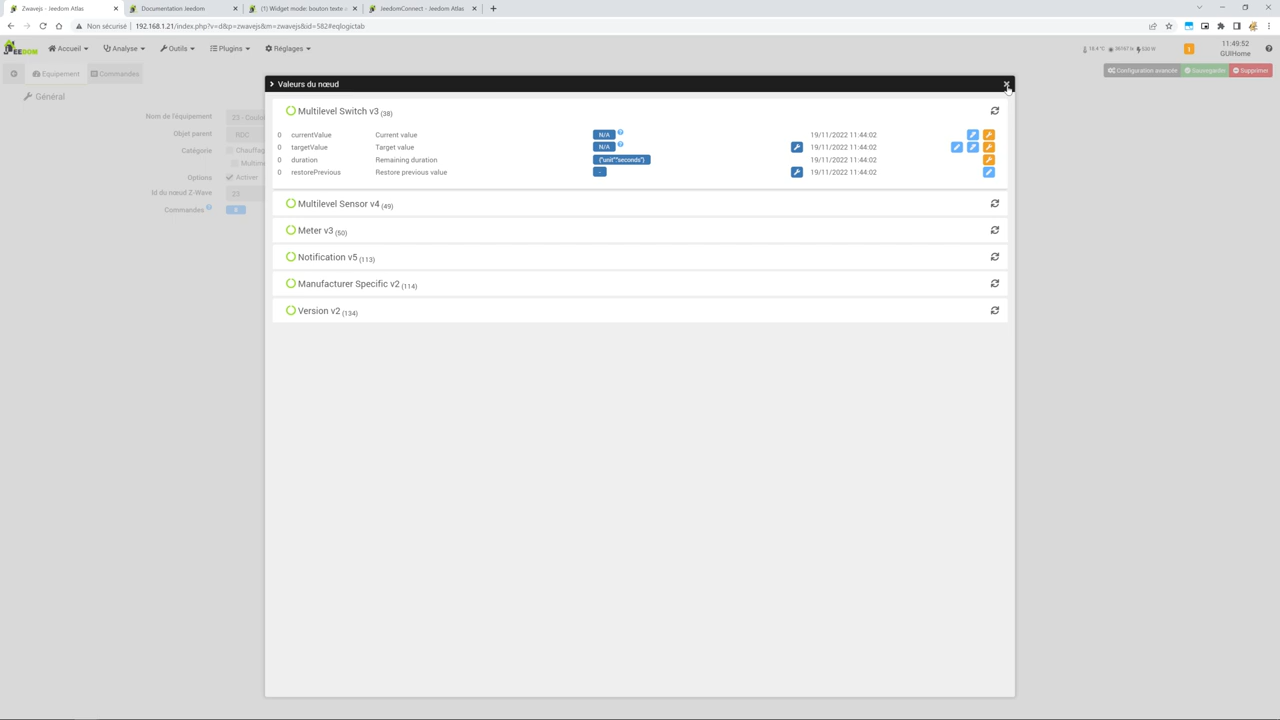 Zwavejs - Jeedom Atlas
Documentation Jeedom
(1) Widget mode: bouton texte
JeedomConnect - Jeedom Atlas
Non sécurisé 192.168.1.21/index.php?v=d&p=zwavejs&m=zwavejs&id=582#eqlogictab
JEEDOM Accueil Analyse Outils Plugins Réglages
1
11:49:52
GUIHome
Equipement Commandes
Configuration avancée Sauvegarder Supprimer
Général
Nom de l'équipement 23 -
Objet parent RDC
Catégorie
Options Activer
Id du nœud Z-Wave 23
Commandes
Valeurs du nœud
Multilevel Switch v3 (38)
0 currentValue Current value N/A 19/11/2022 11:44:02
0 targetValue Target value N/A 19/11/2022 11:44:02
0 duration Remaining duration {"unit":"seconds"} 19/11/2022 11:44:02
0 restorePrevious Restore previous value - 19/11/2022 11:44:02
Multilevel Sensor v4 (49)
Meter v3 (50)
Notification v5 (113)
Manufacturer Specific v2 (114)
Version v2 (134)